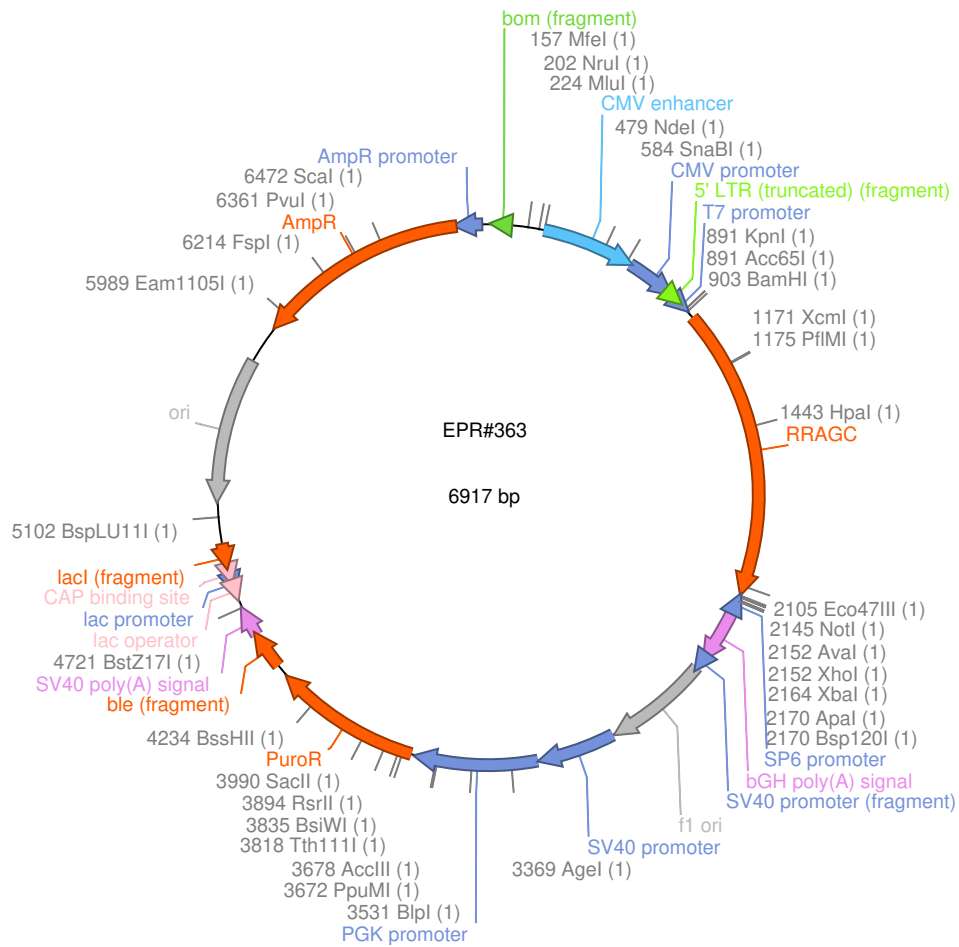 bom (fragment)
157 MfeI (1)
202 NruI (1)
224 MluI (1)
CMV enhancer
479 NdeI (1)
584 SnaBI (1)
CMV promoter
5' LTR (truncated) (fragment)
T7 promoter
891 KpnI (1)
891 Acc65I (1)
903 BamHI (1)
1171 XcmI (1)
1175 PflMI (1)
1443 HpaI (1)
RRAGC
2105 Eco47III (1)
2145 NotI (1)
2152 AvaI (1)
2152 XhoI (1)
2164 XbaI (1)
2170 ApaI (1)
2170 Bsp120I (1)
SP6 promoter
bGH poly(A) signal
SV40 promoter (fragment)
f1 ori
SV40 promoter
3369 AgeI (1)
PGK promoter
3531 BlpI (1)
3672 PpuMI (1)
3678 AccIII (1)
3818 Tth111I (1)
3835 BsiWI (1)
3894 RsrII (1)
3990 SacII (1)
PuroR
4234 BssHII (1)
ble (fragment)
SV40 poly(A) signal
4721 BstZ17I (1)
lac operator
lac promoter
CAP binding site
lacI (fragment)
5102 BspLU11I (1)
ori
5989 Eam1105I (1)
6214 FspI (1)
AmpR
6361 PvuI (1)
6472 ScaI (1)
AmpR promoter
EPR#363
6917 bp